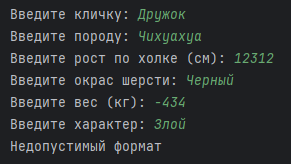 Введите кличку: Дружок
Введите породу: Чихуахуа
Введите рост по холке (см): 12312
Введите окрас шерсти: Черный
Введите вес (кг): -434
Введите характер: Злой
Недопустимый формат